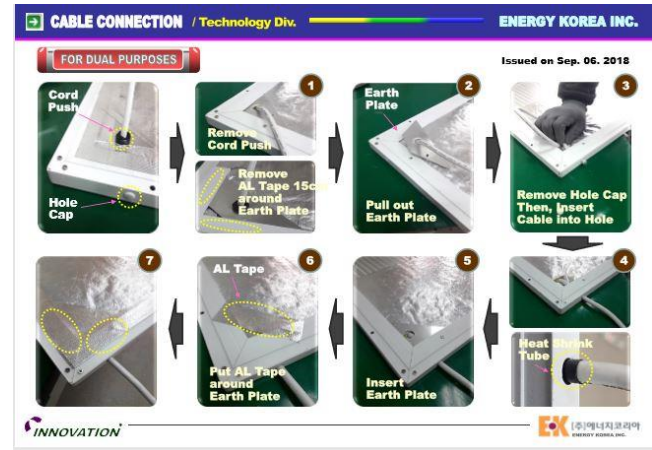 CABLE CONNECTION / Technology Div.
ENERGY KOREA INC.
FOR DUAL PURPOSES
Issued on Sep. 06. 2018
Cord
Push
Hole
Cap
1
Remove
Cord Push
Remove
AL Tape 15cm
around
Earth Plate
2
Earth
Plate
Pull out
Earth Plate
3
Remove Hole Cap
Then, Insert
Cable into Hole
4
Heat Shrink
Tube
5
Insert
Earth Plate
6
AL Tape
Put AL Tape
around
Earth Plate
7
INNOVATION
EK
[주]에너지코리아
ENERGY KOREA INC.